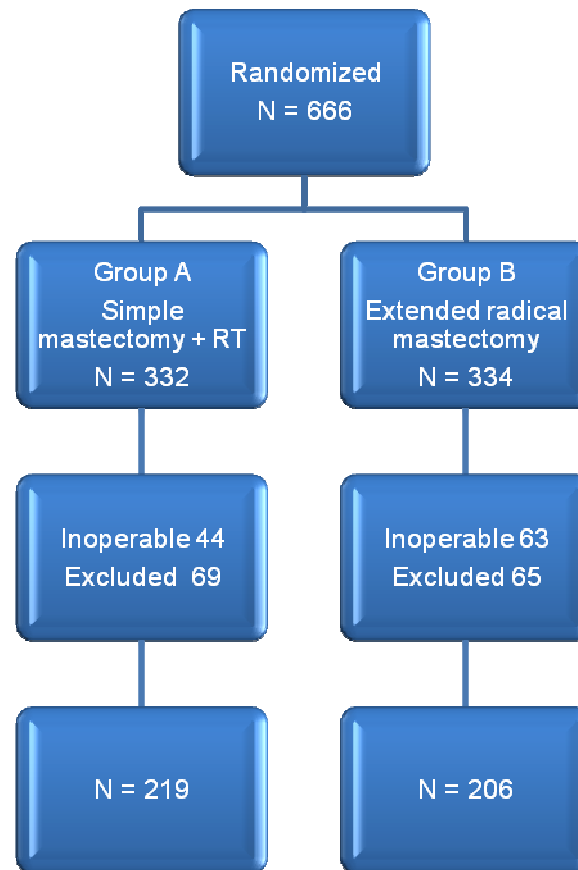 Randomized
N = 666
Group A
Simple
mastectomy + RT
N = 332
Group B
Extended radical
mastectomy
N = 334
Inoperable 44
Excluded 69
Inoperable 63
Excluded 65
N = 219
N = 206